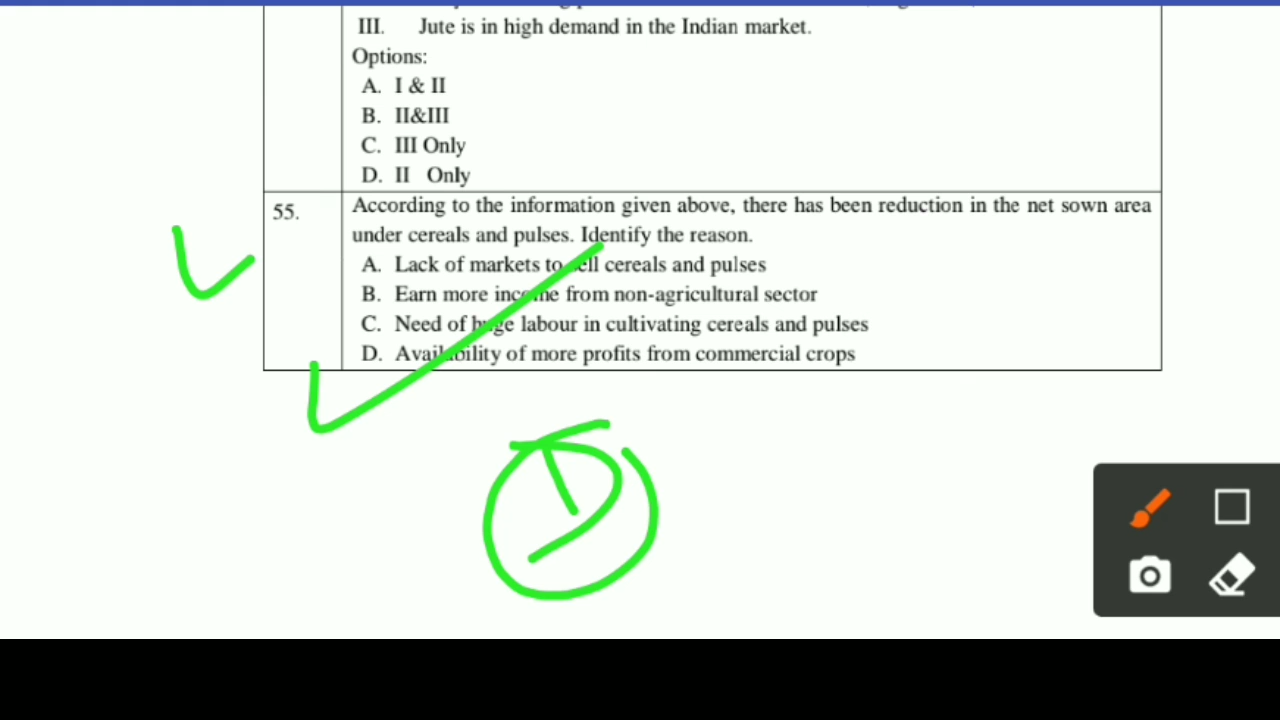 III. Jute is in high demand in the Indian market.
Options:
A. I & II
B. II&III
C. III Only
D. II Only
55. According to the information given above, there has been reduction in the net sown area
under cereals and pulses. Identify the reason.
A. Lack of markets to sell cereals and pulses
B. Earn more income from non-agricultural sector
C. Need of huge labour in cultivating cereals and pulses
D. Availability of more profits from commercial crops
D